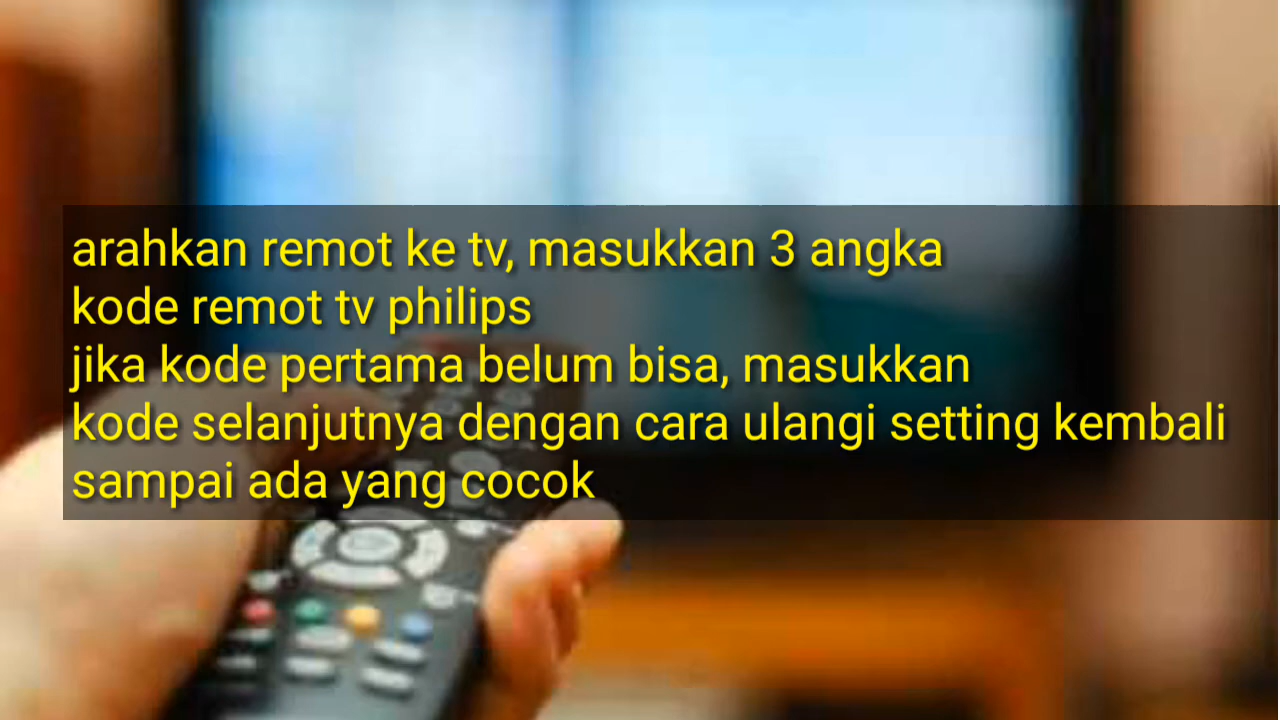 arahkan remot ke tv, masukkan 3 angka
kode remot tv philips
jika kode pertama belum bisa, masukkan
kode selanjutnya dengan cara ulangi setting kembali
sampai ada yang cocok